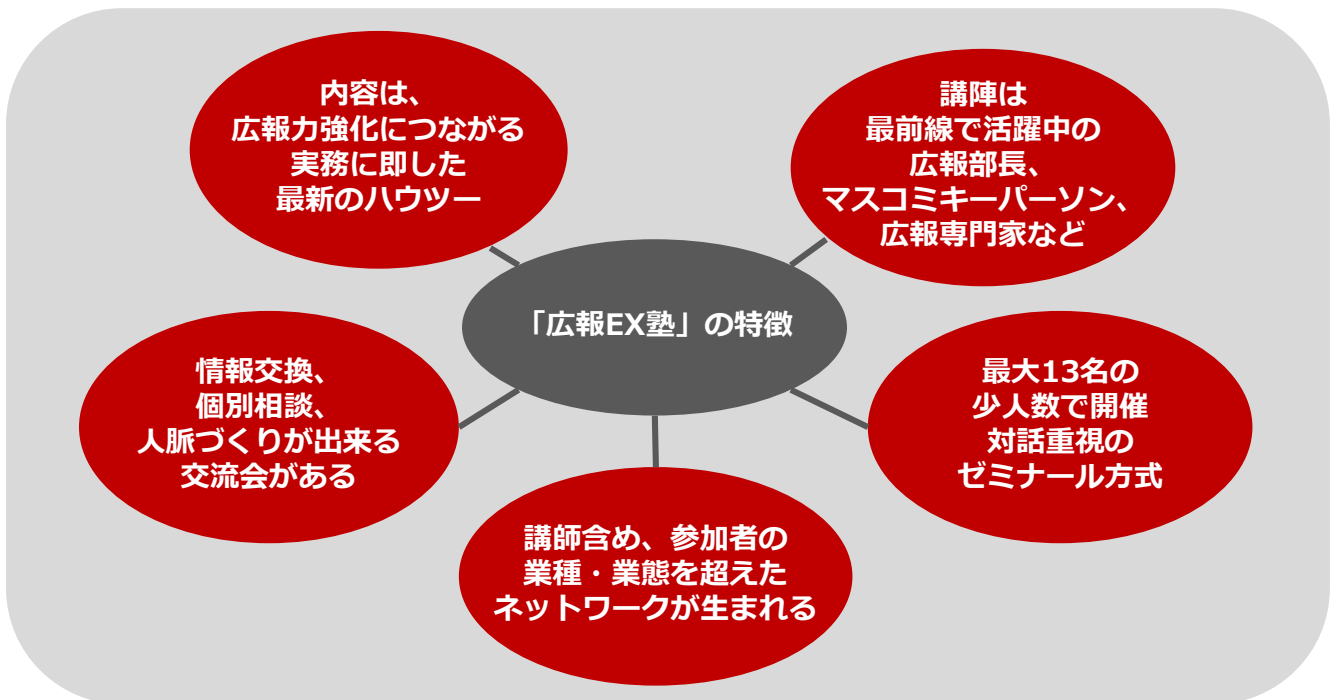 内容は、
広報力強化につながる
実務に即した
最新のハウツー
講陣は
最前線で活躍中の
広報部長、
マスコミキーパーソン、
広報専門家など
「広報EX塾」の特徴
情報交換、
個別相談、
人脈づくりが出来る
交流会がある
最大13名の
少人数で開催
対話重視の
ゼミナール方式
講師含め、参加者の
業種・業態を超えた
ネットワークが生まれる